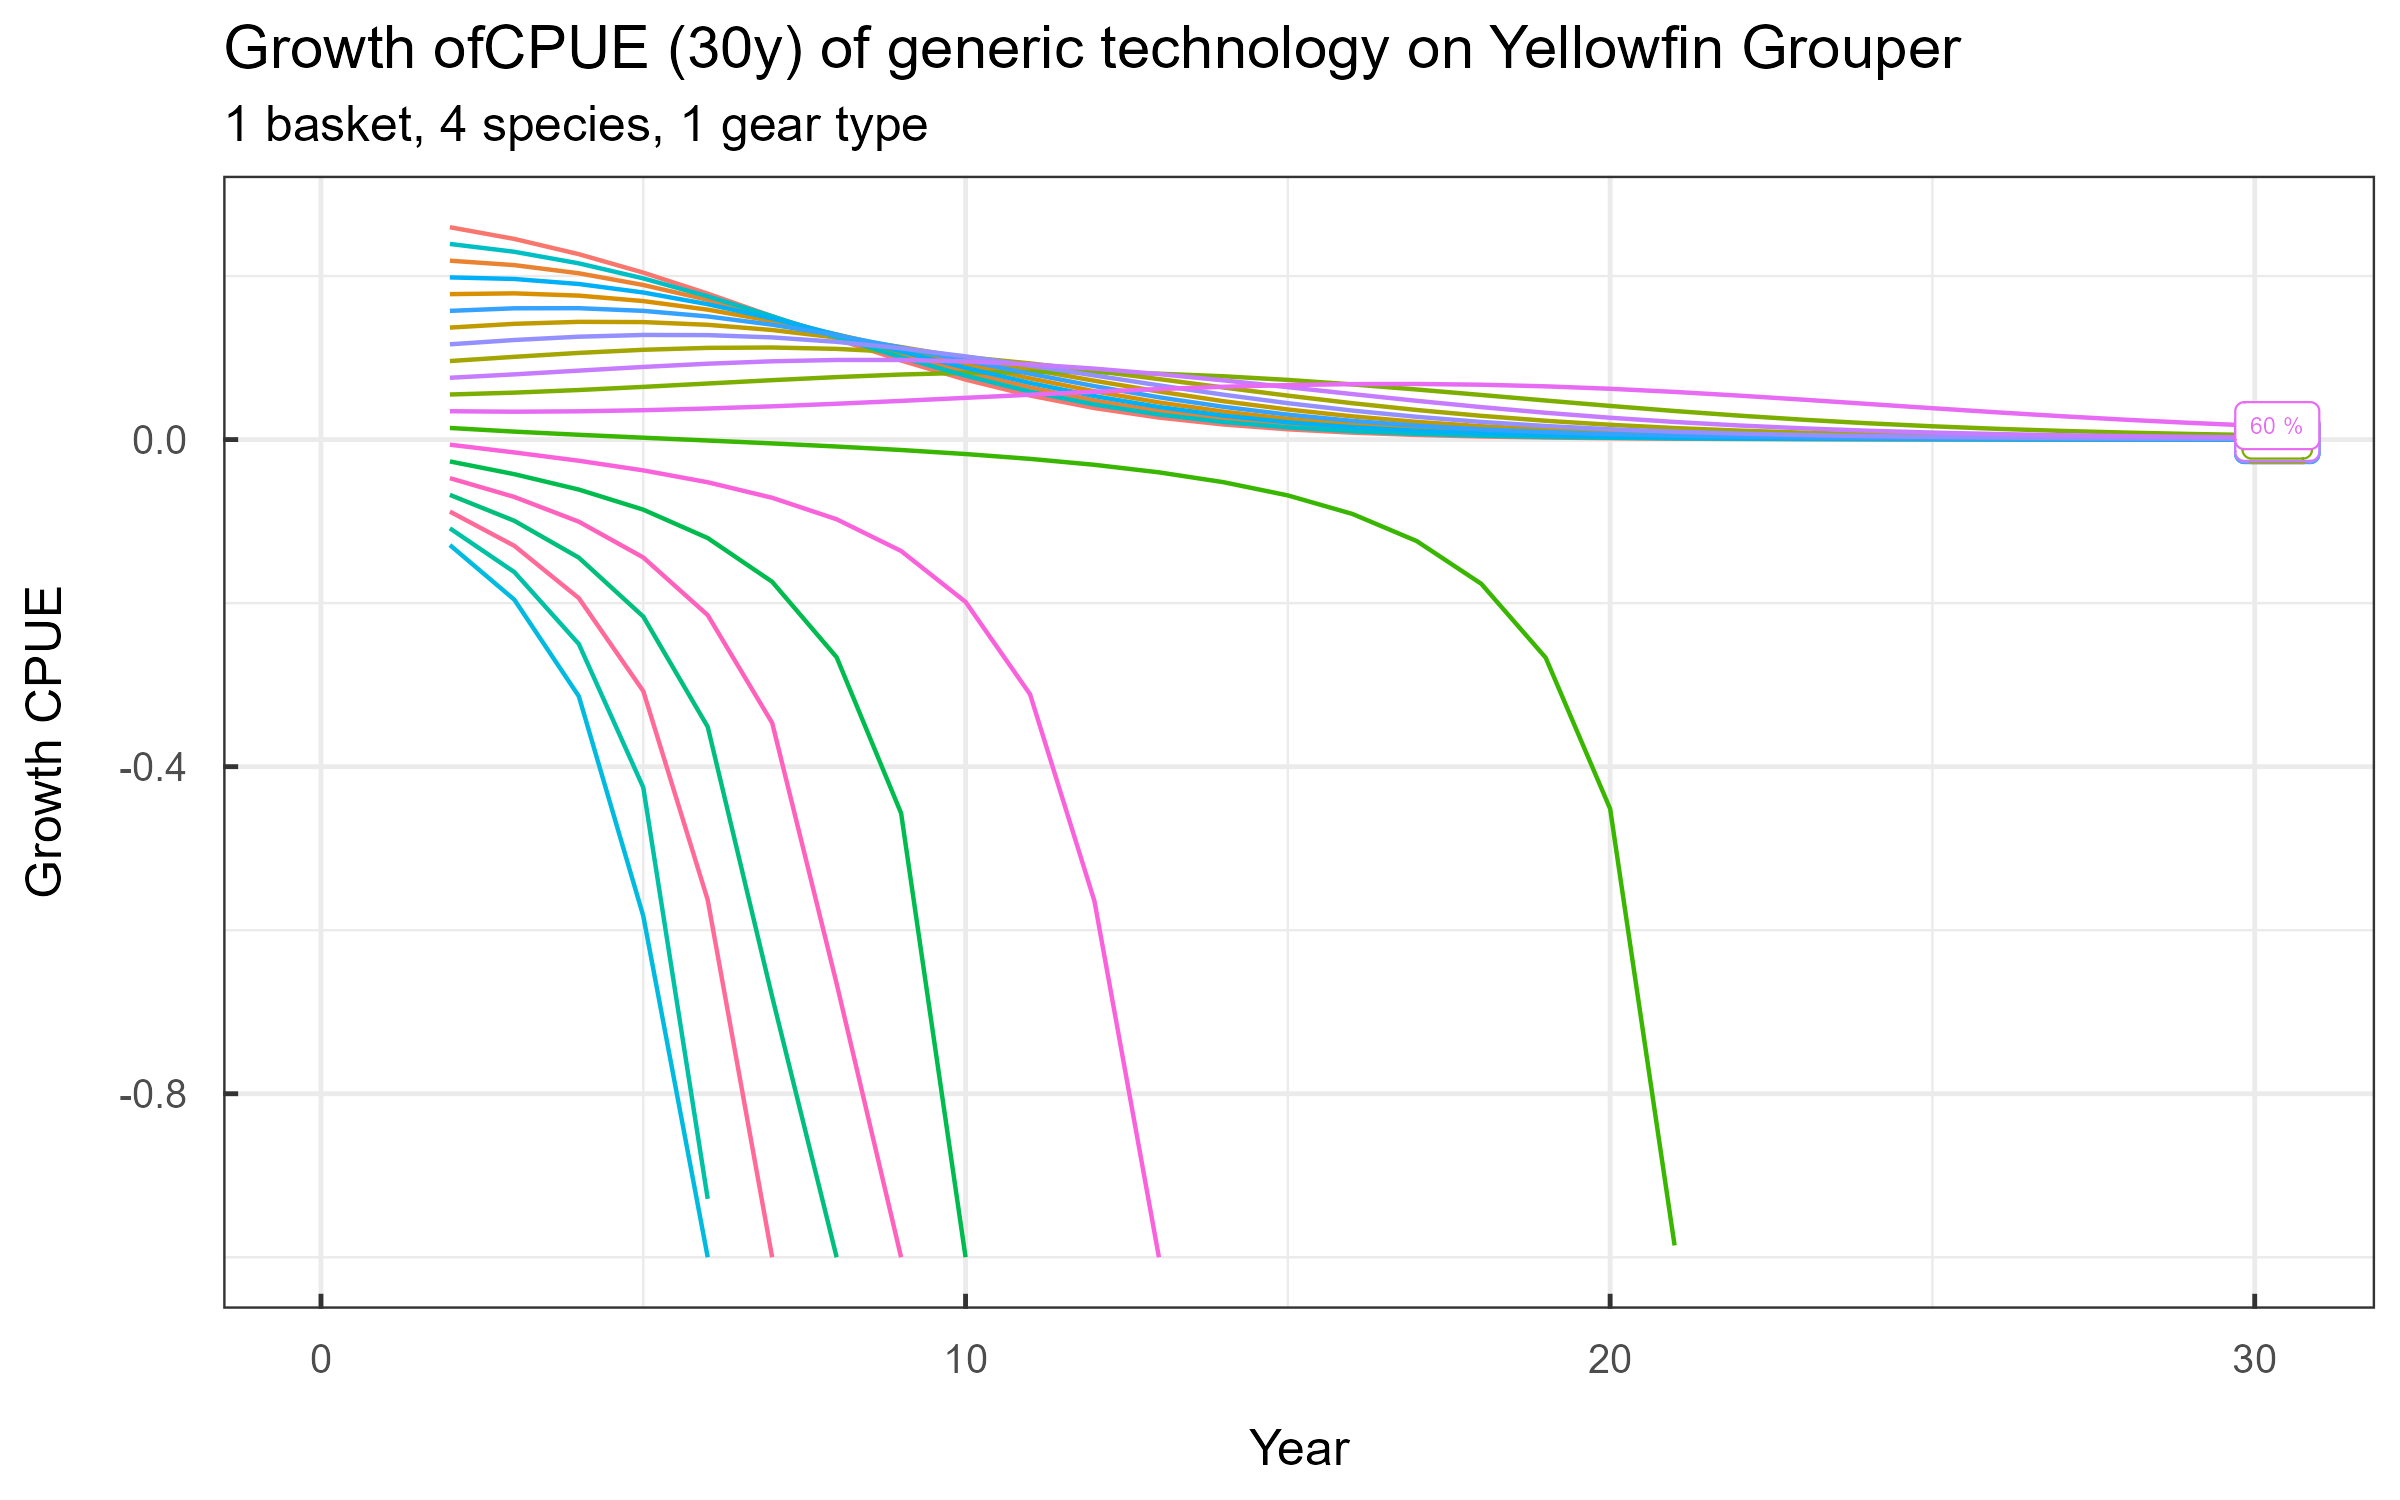 Growth ofCPUE (30y) of generic technology on Yellowfin Grouper
1 basket, 4 species, 1 gear type
Growth CPUE
0.0
-0.4
-0.8
60 %
0
10
20
30
Year